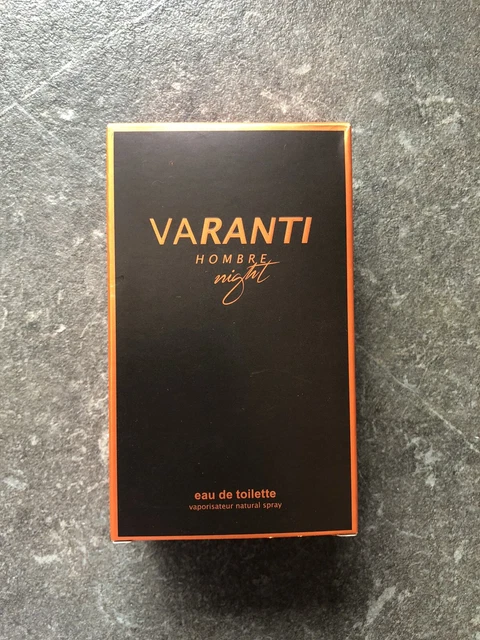 VARANTI
HOMBRE
night
eau de toilette
vaporisateur natural spray